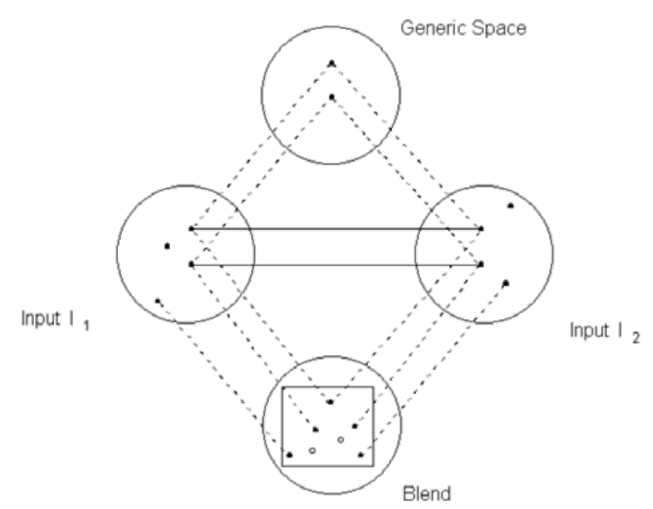 Generic Space
Input I 1
Input I 2
Blend